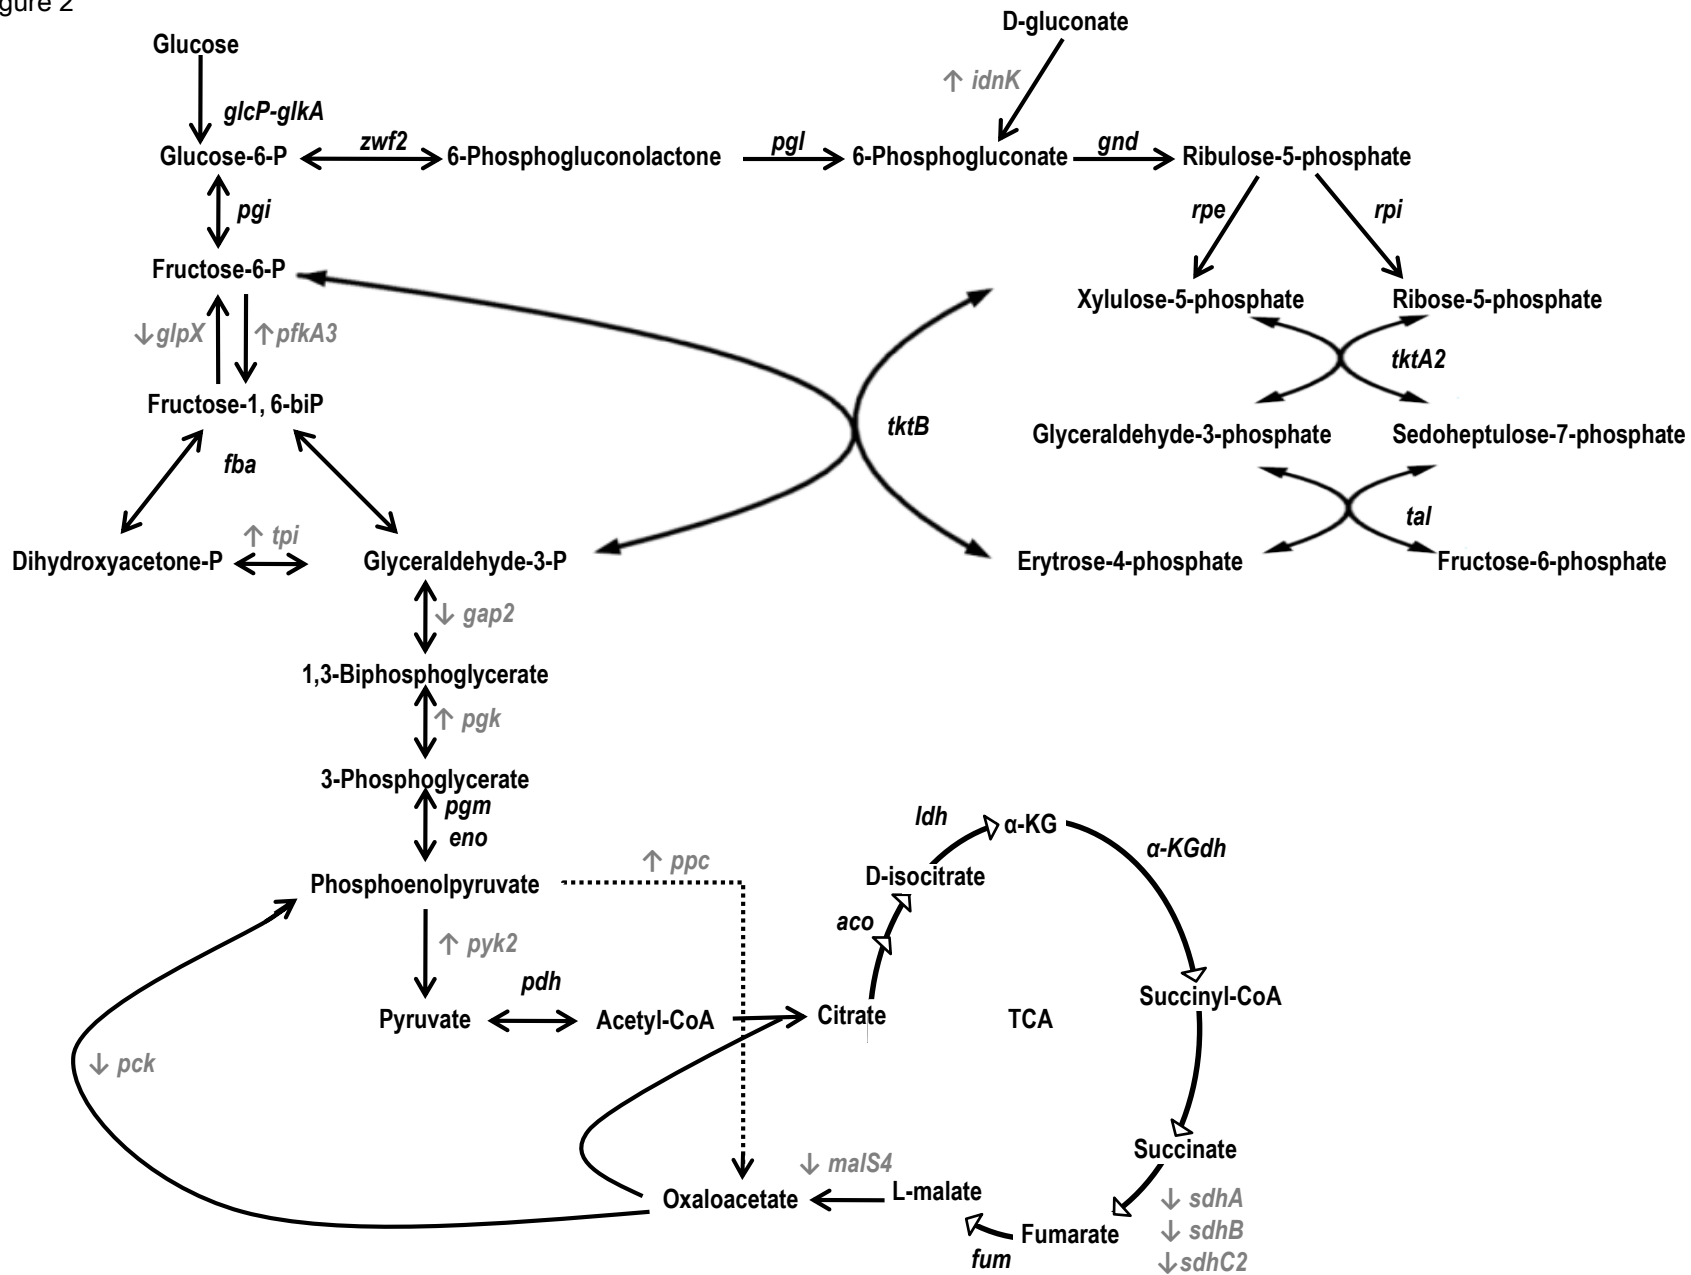 gure 2
D-gluconate
Glucose
↑ idnK
glcP-glkA
Glucose-6-P
zwf2
6-Phosphogluconolactone
pgl
6-Phosphogluconate
gnd
Ribulose-5-phosphate
pgi
rpe
rpi
Fructose-6-P
Xylulose-5-phosphate
Ribose-5-phosphate
↓glpX
↑pfkA3
tktA2
Fructose-1, 6-biP
tktB
Glyceraldehyde-3-phosphate
Sedoheptulose-7-phosphate
fba
tal
↑ tpi
Dihydroxyacetone-P
Glyceraldehyde-3-P
Erytrose-4-phosphate
Fructose-6-phosphate
↓ gap2
1,3-Biphosphoglycerate
↑ pgk
3-Phosphoglycerate
pgm
eno
ldh
α-KG
α-KGdh
↑ ppc
Phosphoenolpyruvate
D-isocitrate
aco
↑ pyk2
pdh
Succinyl-CoA
Pyruvate
Acetyl-CoA
Citrate
TCA
↓ pck
Succinate
↓ malS4
Oxaloacetate
L-malate
↓ sdhA
Fumarate
↓ sdhB
fum
↓sdhC2